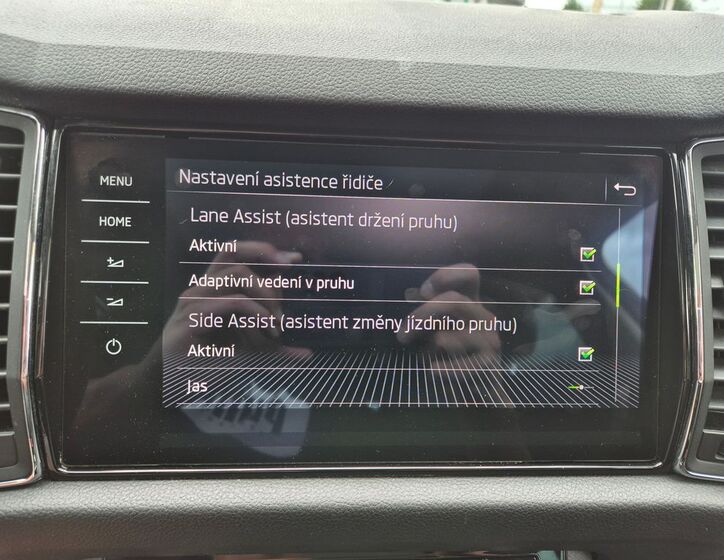 MENU
HOME
Nastavení asistence řidiče
Lane Assist (asistent držení pruhu)
Aktivní
Adaptivní vedení v pruhu
Side Assist (asistent změny jízdního pruhu)
Aktivní
Jas